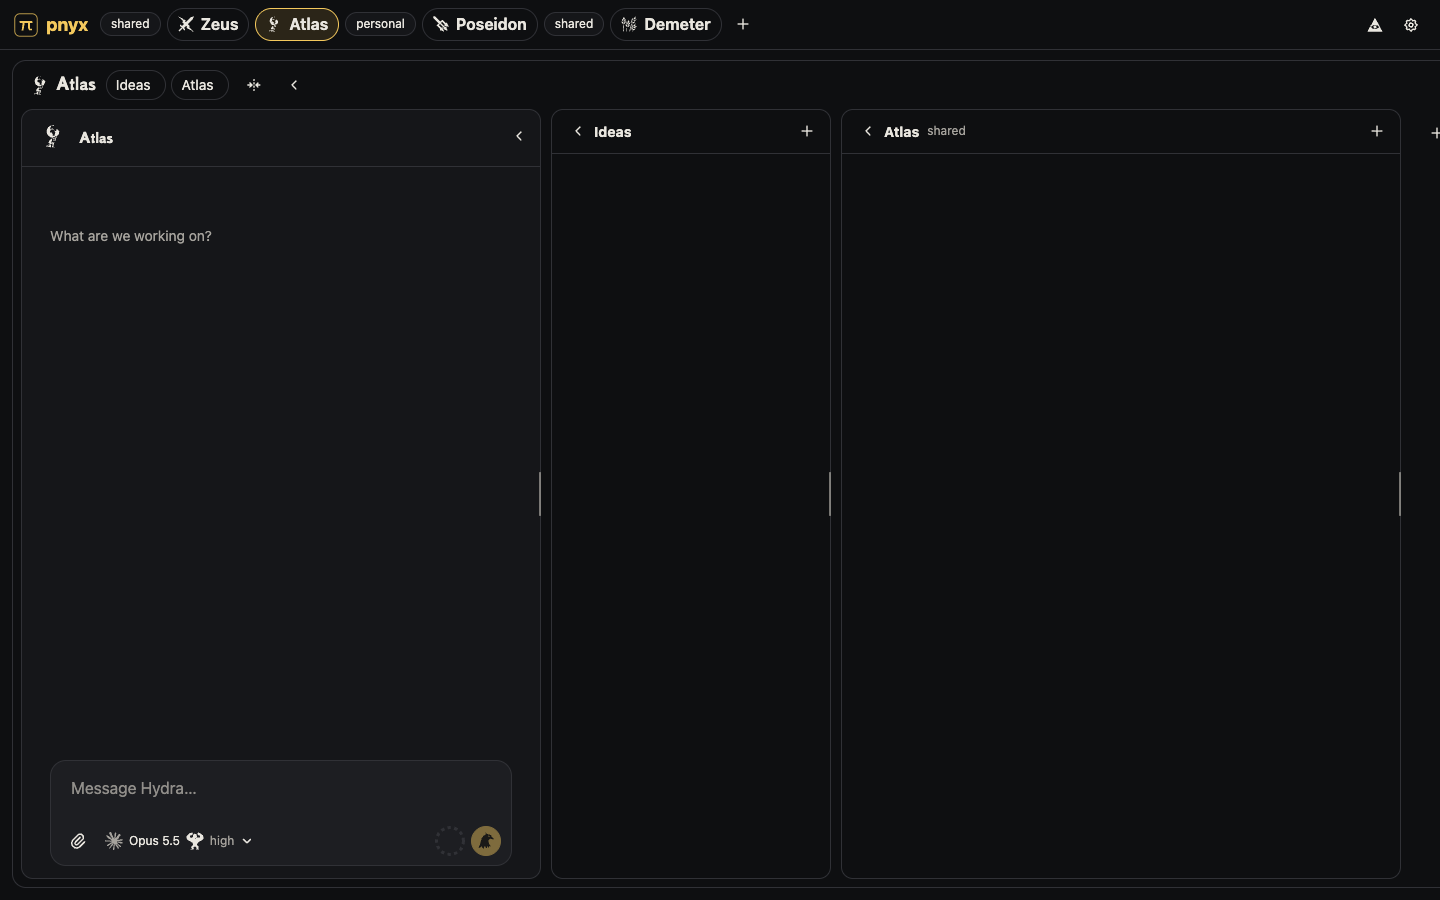 π pnyx shared Zeus Atlas personal Poseidon shared Demeter +
Atlas Ideas Atlas
Atlas
Ideas +
Atlas shared +
What are we working on?
Message Hydra...
Opus 5.5 high